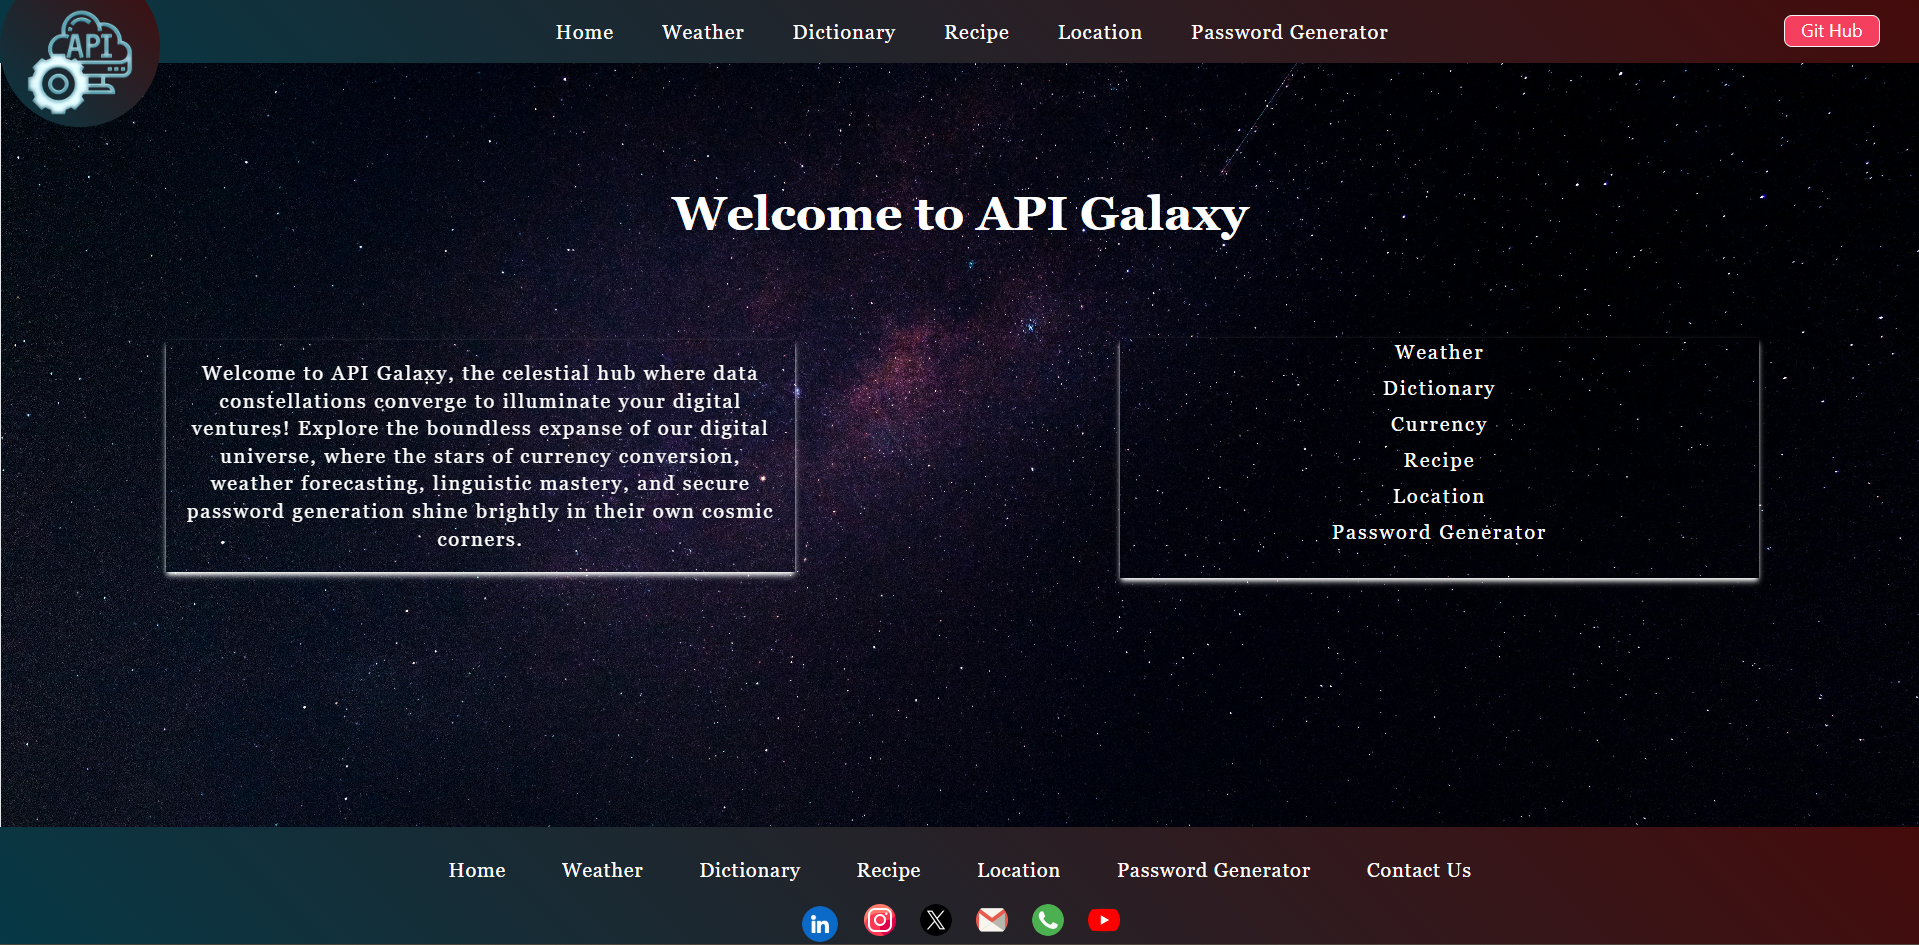 API
Home Weather Dictionary Recipe Location Password Generator
Git Hub
Welcome to API Galaxy
Welcome to API Galaxy, the celestial hub where data
constellations converge to illuminate your digital
ventures! Explore the boundless expanse of our digital
universe, where the stars of currency conversion,
weather forecasting, linguistic mastery, and secure
password generation shine brightly in their own cosmic
corners.
Weather
Dictionary
Currency
Recipe
Location
Password Generator
Home Weather Dictionary Recipe Location Password Generator Contact Us
in X